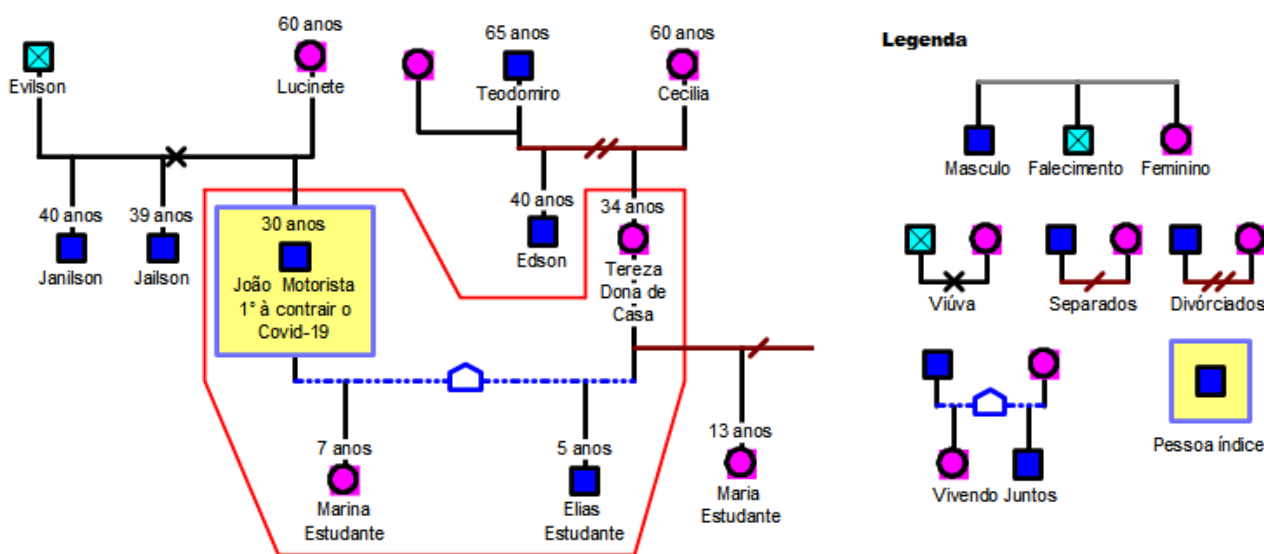 60 anos
65 anos
60 anos
Evilson
Lucinete
Teodomiro
Cecilia
40 anos
39 anos
Janilson
Jailson
30 anos
João Motorista
1° à contrair o
Covid-19
40 anos
Edson
34 anos
Tereza
Dona de
Casa
7 anos
Marina
Estudante
5 anos
Elias
Estudante
13 anos
Maria
Estudante
Legenda
Masculo
Falecimento
Feminino
Viúva
Separados
Divórciados
Vivendo Juntos
Pessoa índice